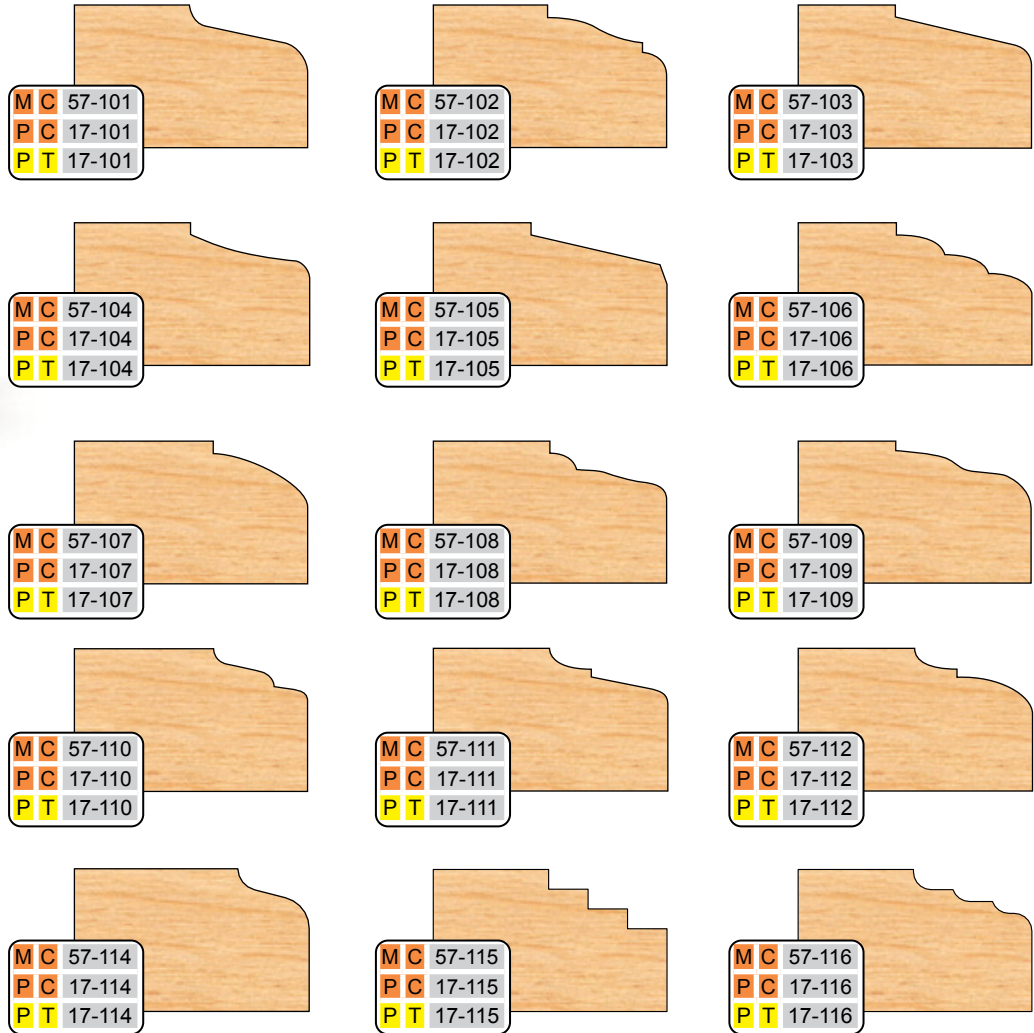 M C 57-101
P C 17-101
P T 17-101
M C 57-102
P C 17-102
P T 17-102
M C 57-103
P C 17-103
P T 17-103
M C 57-104
P C 17-104
P T 17-104
M C 57-105
P C 17-105
P T 17-105
M C 57-106
P C 17-106
P T 17-106
M C 57-107
P C 17-107
P T 17-107
M C 57-108
P C 17-108
P T 17-108
M C 57-109
P C 17-109
P T 17-109
M C 57-110
P C 17-110
P T 17-110
M C 57-111
P C 17-111
P T 17-111
M C 57-112
P C 17-112
P T 17-112
M C 57-114
P C 17-114
P T 17-114
M C 57-115
P C 17-115
P T 17-115
M C 57-116
P C 17-116
P T 17-116